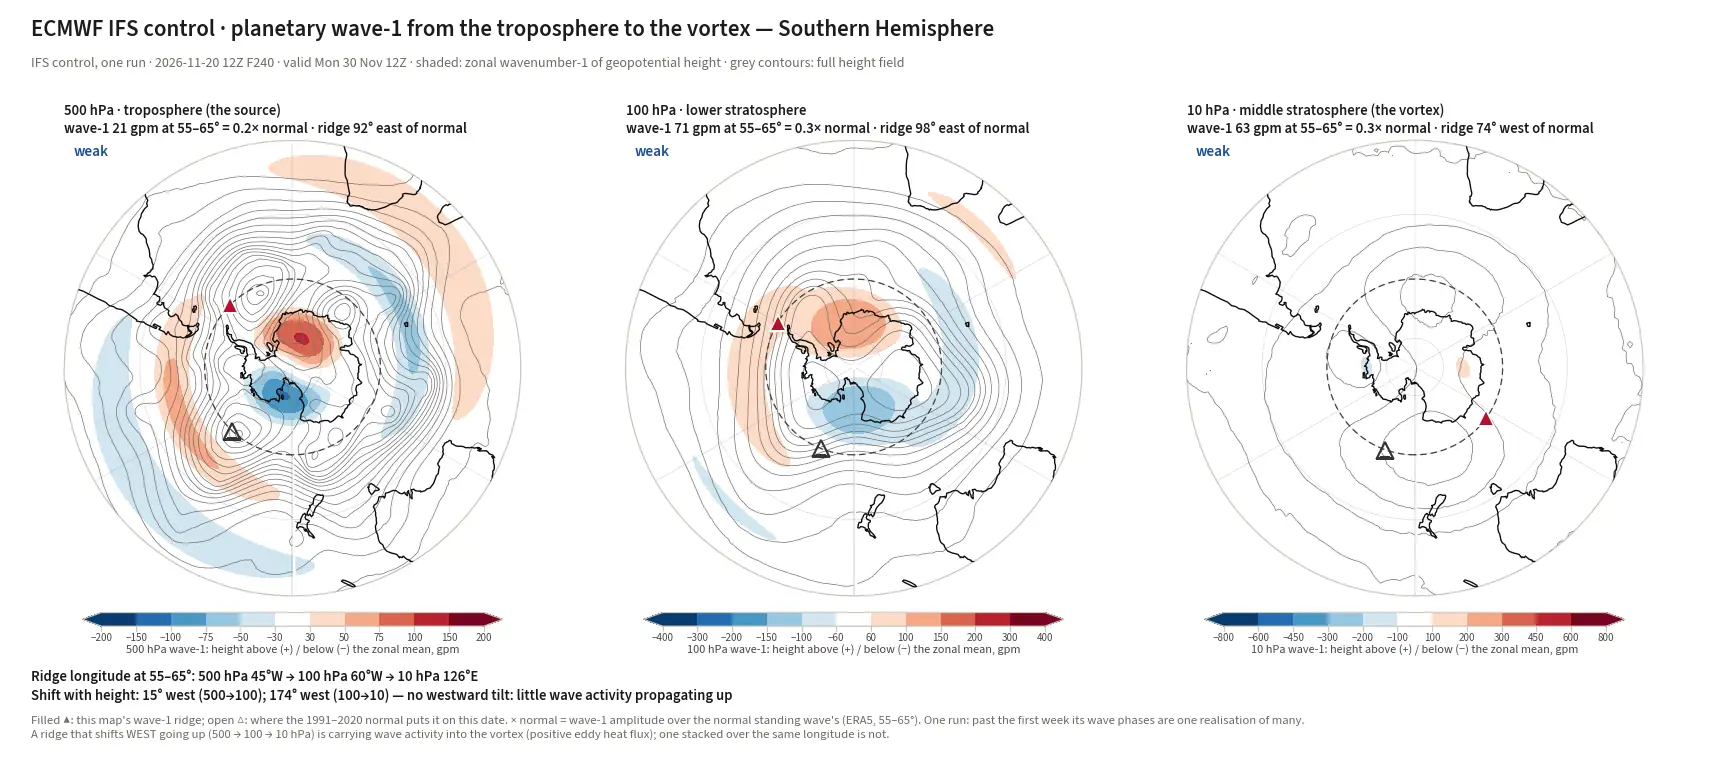 ECMWF IFS control · planetary wave-1 from the troposphere to the vortex — Southern Hemisphere
IFS control, one run · 2026-11-20 12Z F240 · valid Mon 30 Nov 12Z · shaded: zonal wavenumber-1 of geopotential height · grey contours: full height field
500 hPa · troposphere (the source)
wave-1 21 gpm at 55–65° = 0.2× normal · ridge 92° east of normal
weak
100 hPa · lower stratosphere
wave-1 71 gpm at 55–65° = 0.3× normal · ridge 98° east of normal
weak
10 hPa · middle stratosphere (the vortex)
wave-1 63 gpm at 55–65° = 0.3× normal · ridge 74° west of normal
weak
−200 −150 −100 −75 −50 −30 30 50 75 100 150 200
500 hPa wave-1: height above (+) / below (−) the zonal mean, gpm
−400 −300 −200 −150 −100 −60 60 100 150 200 300 400
100 hPa wave-1: height above (+) / below (−) the zonal mean, gpm
−800 −600 −450 −300 −200 −100 100 200 300 450 600 800
10 hPa wave-1: height above (+) / below (−) the zonal mean, gpm
Ridge longitude at 55–65°: 500 hPa 45°W → 100 hPa 60°W → 10 hPa 126°E
Shift with height: 15° west (500→100); 174° west (100→10) — no westward tilt: little wave activity propagating up
Filled ▲: this map's wave-1 ridge; open △: where the 1991–2020 normal puts it on this date. × normal = wave-1 amplitude over the normal standing wave's (ERA5, 55–65°). One run: past the first week its wave phases are one realisation of many.
A ridge that shifts WEST going up (500 → 100 → 10 hPa) is carrying wave activity into the vortex (positive eddy heat flux); one stacked over the same longitude is not.